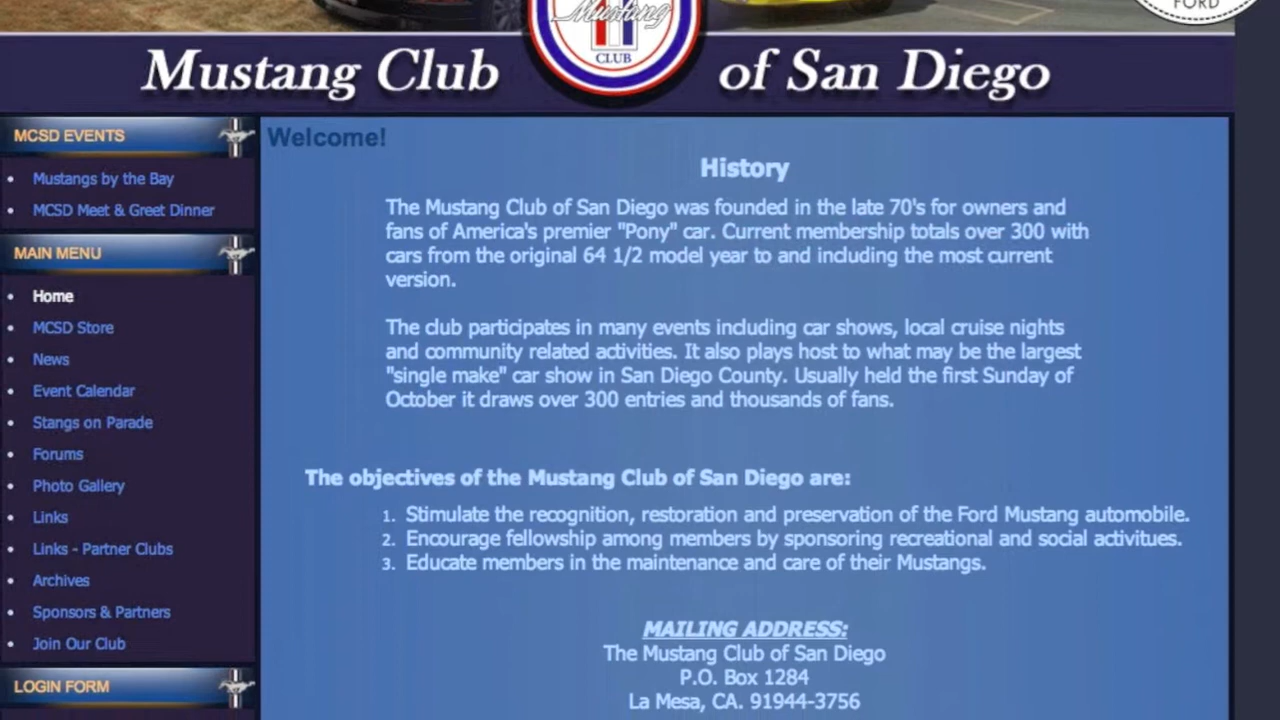 FORD
Mustang
CLUB
Mustang Club of San Diego
MCSD EVENTS
Mustangs by the Bay
MCSD Meet & Greet Dinner
MAIN MENU
Home
MCSD Store
News
Event Calendar
Stangs on Parade
Forums
Photo Gallery
Links
Links - Partner Clubs
Archives
Sponsors & Partners
Join Our Club
LOGIN FORM
Welcome!
History
The Mustang Club of San Diego was founded in the late 70's for owners and
fans of America's premier "Pony" car. Current membership totals over 300 with
cars from the original 64 1/2 model year to and including the most current
version.
The club participates in many events including car shows, local cruise nights
and community related activities. It also plays host to what may be the largest
"single make" car show in San Diego County. Usually held the first Sunday of
October it draws over 300 entries and thousands of fans.
The objectives of the Mustang Club of San Diego are:
1. Stimulate the recognition, restoration and preservation of the Ford Mustang automobile.
2. Encourage fellowship among members by sponsoring recreational and social activitues.
3. Educate members in the maintenance and care of their Mustangs.
MAILING ADDRESS:
The Mustang Club of San Diego
P.O. Box 1284
La Mesa, CA. 91944-3756